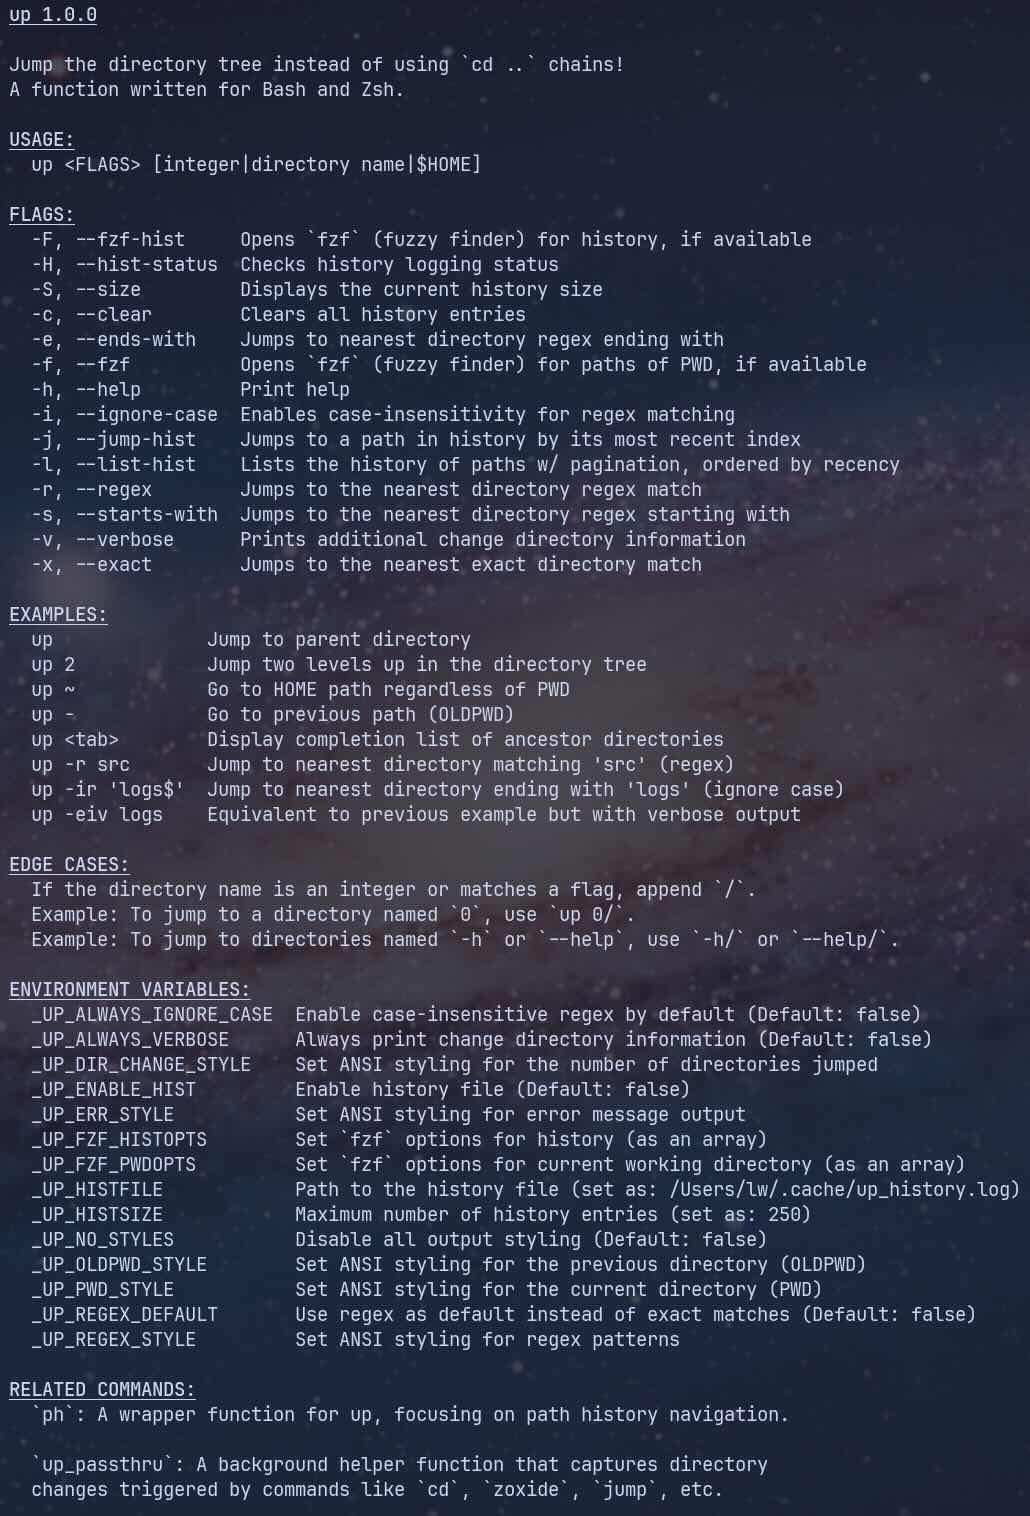 up 1.0.0
Jump the directory tree instead of using `cd ..` chains!
A function written for Bash and Zsh.
USAGE:
up <FLAGS> [integer|directory name|$HOME]
FLAGS:
-F, --fzf-hist     Opens `fzf` (fuzzy finder) for history, if available
-H, --hist-status  Checks history logging status
-S, --size         Displays the current history size
-c, --clear        Clears all history entries
-e, --ends-with    Jumps to nearest directory regex ending with
-f, --fzf          Opens `fzf` (fuzzy finder) for paths of PWD, if available
-h, --help         Print help
-i, --ignore-case  Enables case-insensitivity for regex matching
-j, --jump-hist    Jumps to a path in history by its most recent index
-l, --list-hist    Lists the history of paths w/ pagination, ordered by recency
-r, --regex        Jumps to the nearest directory regex match
-s, --starts-with  Jumps to the nearest directory regex starting with
-v, --verbose      Prints additional change directory information
-x, --exact        Jumps to the nearest exact directory match
EXAMPLES:
up              Jump to parent directory
up 2            Jump two levels up in the directory tree
up ~            Go to HOME path regardless of PWD
up -            Go to previous path (OLDPWD)
up <tab>        Display completion list of ancestor directories
up -r src       Jump to nearest directory matching 'src' (regex)
up -ir 'logs$'  Jump to nearest directory ending with 'logs' (ignore case)
up -eiv logs    Equivalent to previous example but with verbose output
EDGE CASES:
If the directory name is an integer or matches a flag, append `/`.
Example: To jump to a directory named `0`, use `up 0/`.
Example: To jump to directories named `-h` or `--help`, use `-h/` or `--help/`.
ENVIRONMENT VARIABLES:
_UP_ALWAYS_IGNORE_CASE  Enable case-insensitive regex by default (Default: false)
_UP_ALWAYS_VERBOSE      Always print change directory information (Default: false)
_UP_DIR_CHANGE_STYLE    Set ANSI styling for the number of directories jumped
_UP_ENABLE_HIST         Enable history file (Default: false)
_UP_ERR_STYLE           Set ANSI styling for error message output
_UP_FZF_HISTOPTS        Set `fzf` options for history (as an array)
_UP_FZF_PWDOPTS         Set `fzf` options for current working directory (as an array)
_UP_HISTFILE            Path to the history file (set as: /Users/lw/.cache/up_history.log)
_UP_HISTSIZE            Maximum number of history entries (set as: 250)
_UP_NO_STYLES           Disable all output styling (Default: false)
_UP_OLDPWD_STYLE        Set ANSI styling for the previous directory (OLDPWD)
_UP_PWD_STYLE           Set ANSI styling for the current directory (PWD)
_UP_REGEX_DEFAULT       Use regex as default instead of exact matches (Default: false)
_UP_REGEX_STYLE         Set ANSI styling for regex patterns
RELATED COMMANDS:
`ph`: A wrapper function for up, focusing on path history navigation.
`up_passthru`: A background helper function that captures directory
changes triggered by commands like `cd`, `zoxide`, `jump`, etc.